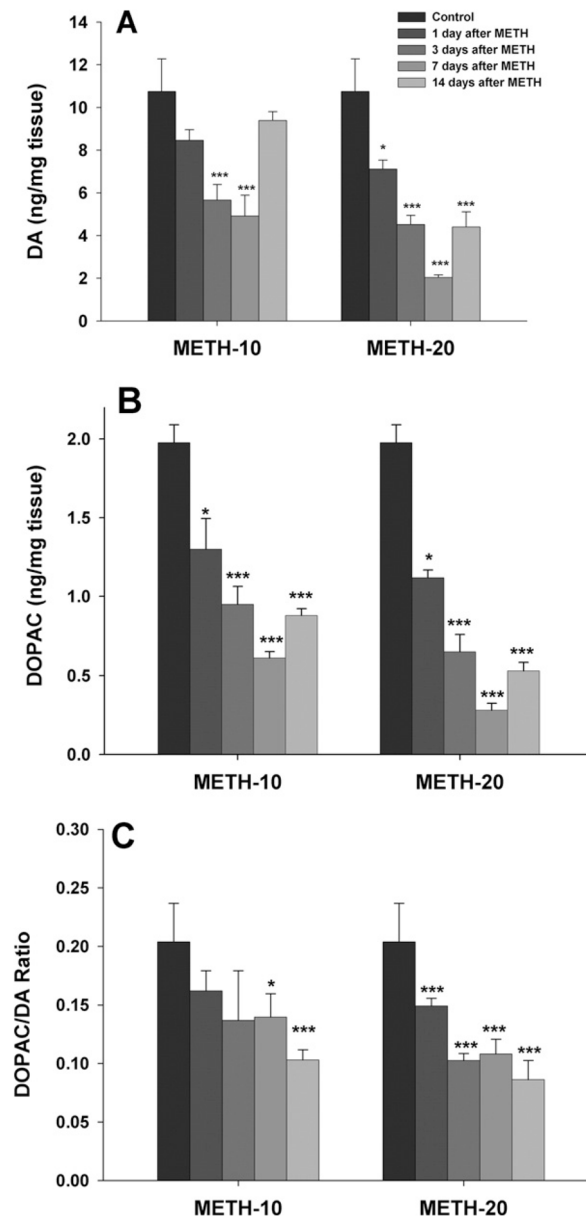 A
Control
1 day after METH
3 days after METH
7 days after METH
14 days after METH
DA (ng/mg tissue)
14
12
10
8
6
4
2
0
*
***
***
***
***
***
METH-10
METH-20
B
DOPAC (ng/mg tissue)
2.0
1.5
1.0
0.5
0.0
*
***
***
***
*
***
***
***
METH-10
METH-20
C
DOPAC/DA Ratio
0.30
0.25
0.20
0.15
0.10
0.05
0.00
*
***
***
***
***
***
METH-10
METH-20